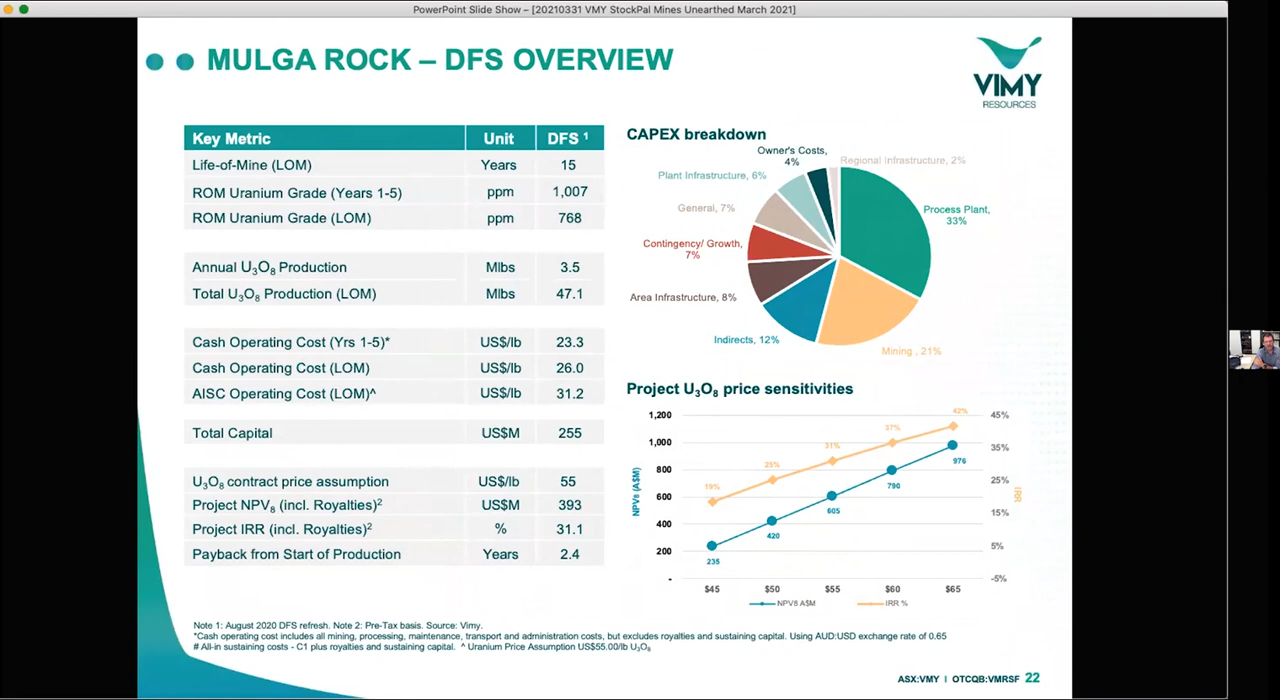 PowerPoint Slide Show – [20210331 VMY StockPal Mines Unearthed March 2021]
MULGA ROCK – DFS OVERVIEW
VIMY
RESOURCES
Key Metric Unit DFS ¹
Life-of-Mine (LOM) Years 15
ROM Uranium Grade (Years 1-5) ppm 1,007
ROM Uranium Grade (LOM) ppm 768
Annual U₃O₈ Production Mlbs 3.5
Total U₃O₈ Production (LOM) Mlbs 47.1
Cash Operating Cost (Yrs 1-5)* US$/lb 23.3
Cash Operating Cost (LOM) US$/lb 26.0
AISC Operating Cost (LOM)^ US$/lb 31.2
Total Capital US$M 255
U₃O₈ contract price assumption US$/lb 55
Project NPV₈ (incl. Royalties)² US$M 393
Project IRR (incl. Royalties)² % 31.1
Payback from Start of Production Years 2.4
CAPEX breakdown
Owner's Costs,
4%
Regional Infrastructure, 2%
Plant Infrastructure, 6%
General, 7%
Process Plant,
33%
Contingency/ Growth,
7%
Area Infrastructure, 8%
Indirects, 12%
Mining , 21%
Project U₃O₈ price sensitivities
1,200
1,000
800
600
400
200
-
NPV8 (A$M)
19% 25% 31% 37% 42%
235 420 605 790 976
45%
35%
25%
15%
5%
-5%
IRR
$45 $50 $55 $60 $65
NPV8 A$M IRR %
Note 1: August 2020 DFS refresh. Note 2: Pre-Tax basis. Source: Vimy.
*Cash operating cost includes all mining, processing, maintenance, transport and administration costs, but excludes royalties and sustaining capital. Using AUD:USD exchange rate of 0.65
# All-in sustaining costs - C1 plus royalties and sustaining capital. ^ Uranium Price Assumption US$55.00/lb U₃O₈
ASX:VMY I OTCQB:VMRSF 22